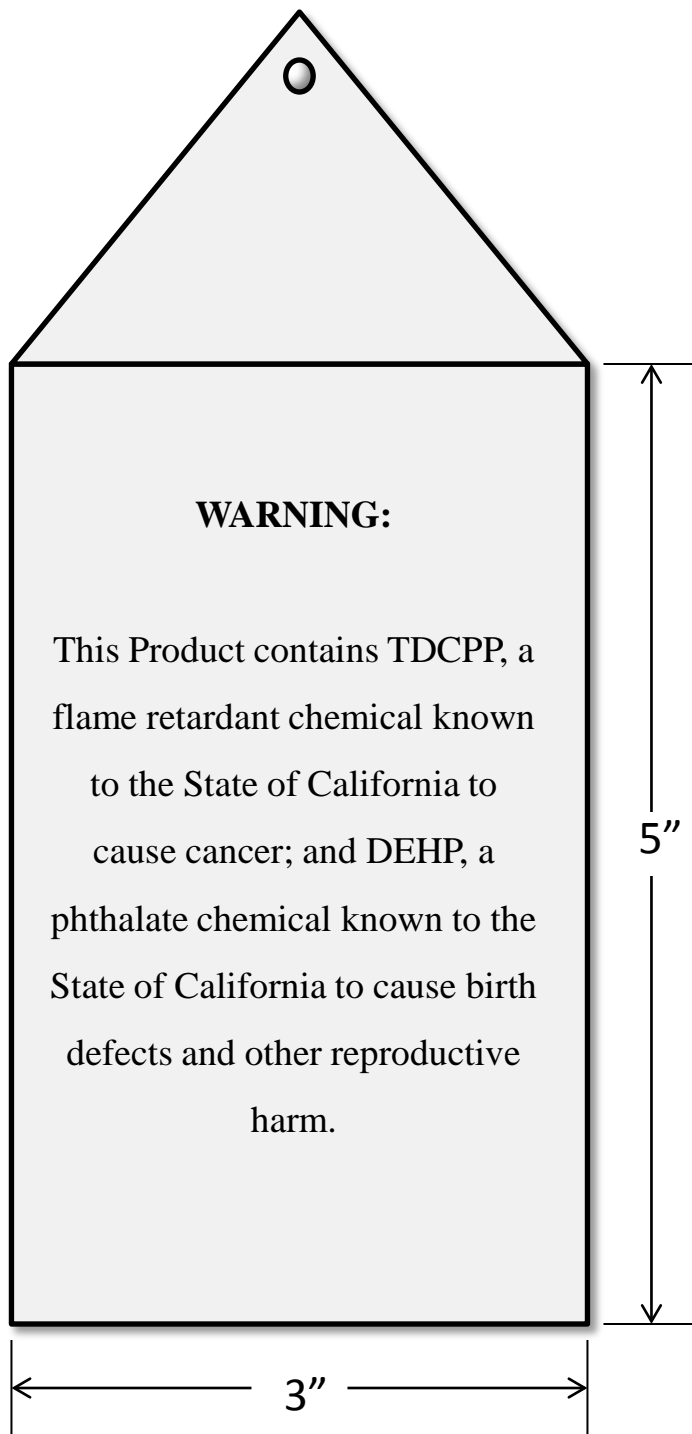 WARNING:
This Product contains TDCPP, a
flame retardant chemical known
to the State of California to
cause cancer; and DEHP, a
phthalate chemical known to the
State of California to cause birth
defects and other reproductive
harm.
5”
3”